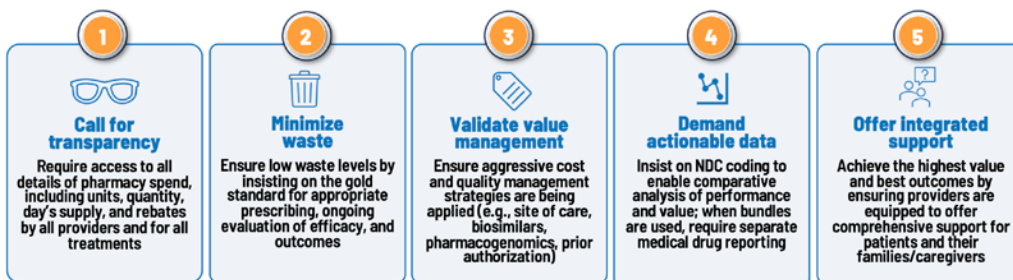 1
Call for
transparency
Require access to all
details of pharmacy spend,
including units, quantity,
day's supply, and rebates
by all providers and for all
treatments
2
Minimize
waste
Ensure low waste levels by
insisting on the gold
standard for appropriate
prescribing, ongoing
evaluation of efficacy, and
outcomes
3
Validate value
management
Ensure aggressive cost
and quality management
strategies are being
applied (e.g., site of care,
biosimilars,
pharmacogenomics, prior
authorization)
4
Demand
actionable data
Insist on NDC coding to
enable comparative
analysis of performance
and value; when bundles
are used, require separate
medical drug reporting
5
?
Offer integrated
support
Achieve the highest value
and best outcomes by
ensuring providers are
equipped to offer
comprehensive support for
patients and their
families/caregivers